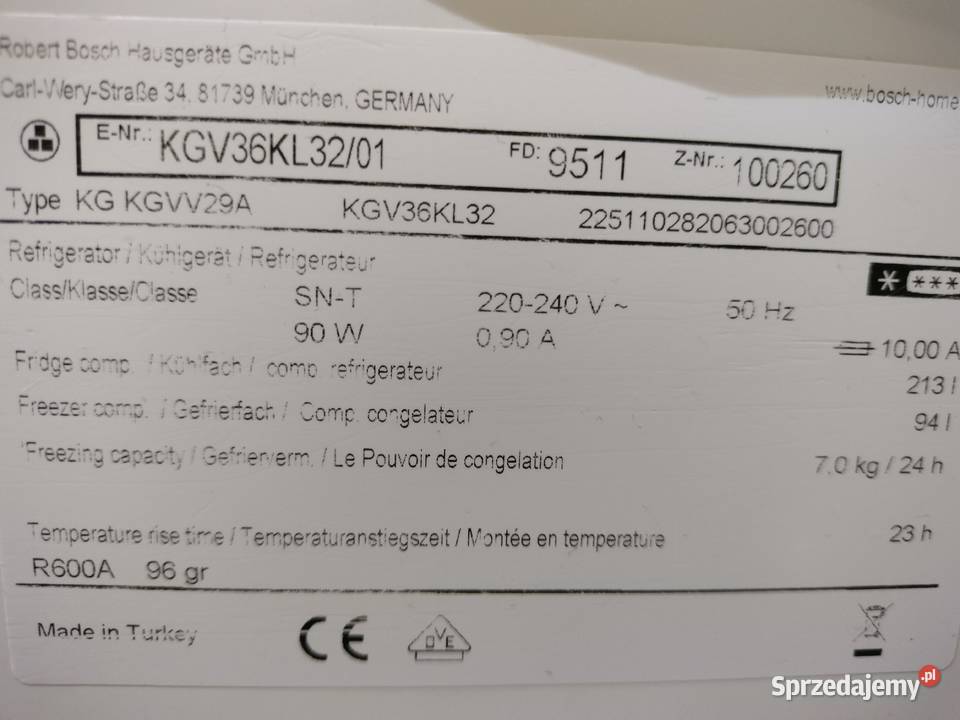 Robert Bosch Hausgeräte GmbH
Carl-Wery-Straße 34, 81739 München, GERMANY
www.bosch-home
E-Nr.: KGV36KL32/01 FD: 9511 Z-Nr.: 100260
Type KG KGVV29A KGV36KL32 225110282063002600
Refrigerator / Kühlgerät / Refrigerateur
Class/Klasse/Classe SN-T 220-240 V ~ 50 Hz
* ***
90 W 0,90 A 10,00 A
Fridge comp. / Kühlfach / comp. refrigerateur 213 l
Freezer comp. / Gefrierfach / Comp. congelateur 94 l
Freezing capacity / Gefrierverm. / Le Pouvoir de congelation 7.0 kg / 24 h
Temperature rise time / Temperaturanstiegszeit / Montée en temperature 23 h
R600A 96 gr
Made in Turkey CE DVE
Sprzedajemy.pl